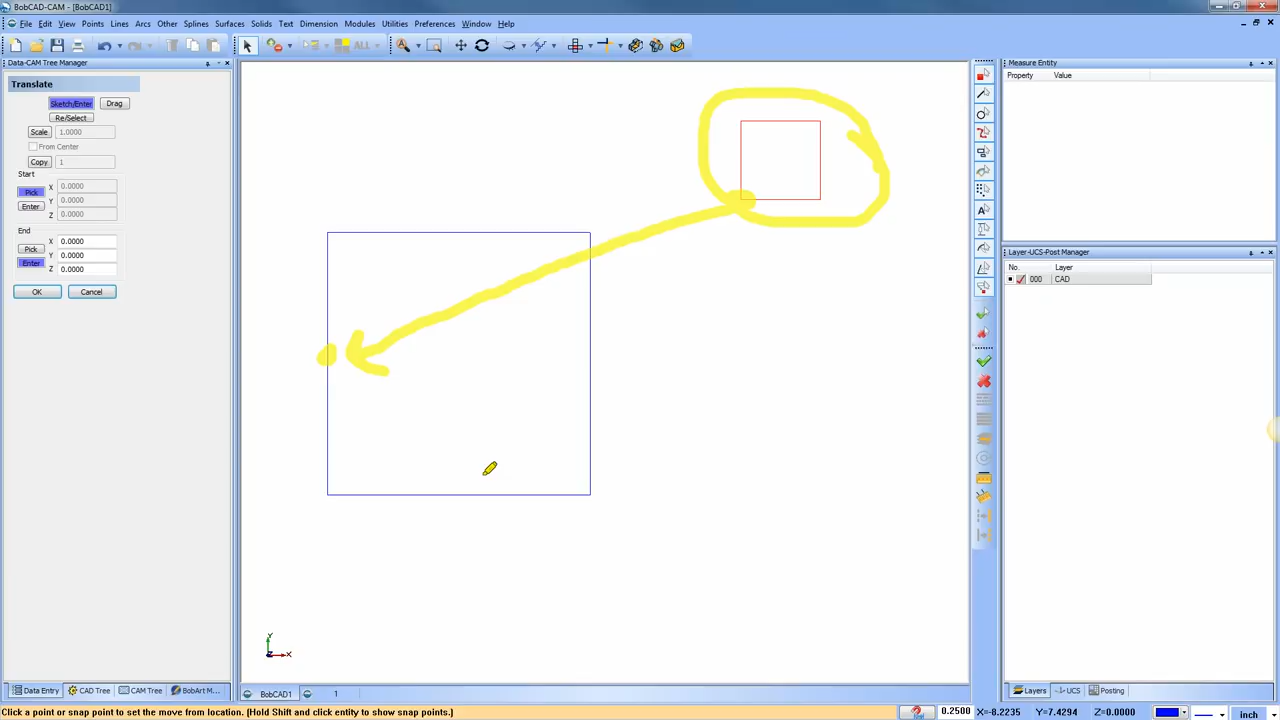 BobCAD-CAM - [BobCAD1]
File Edit View Points Lines Arcs Other Splines Surfaces Solids Text Dimension Modules Utilities Preferences Window Help
ALL
Data-CAM Tree Manager
Translate
Sketch/Enter Drag
Re/Select
Scale 1.0000
From Center
Copy 1
Start
Pick X 0.0000
Y 0.0000
Enter Z 0.0000
End
X 0.0000
Pick Y 0.0000
Enter Z 0.0000
OK Cancel
Y
Z X
Measure Entity
Property Value
Layer-UCS-Post Manager
No. Layer
000 CAD
Data Entry CAD Tree CAM Tree BobArt M...
BobCAD1 1
Layers UCS Posting
Click a point or snap point to set the move from location. (Hold Shift and click entity to show snap points.)
0.2500 X=-8.2235 Y=7.4294 Z=0.0000 inch